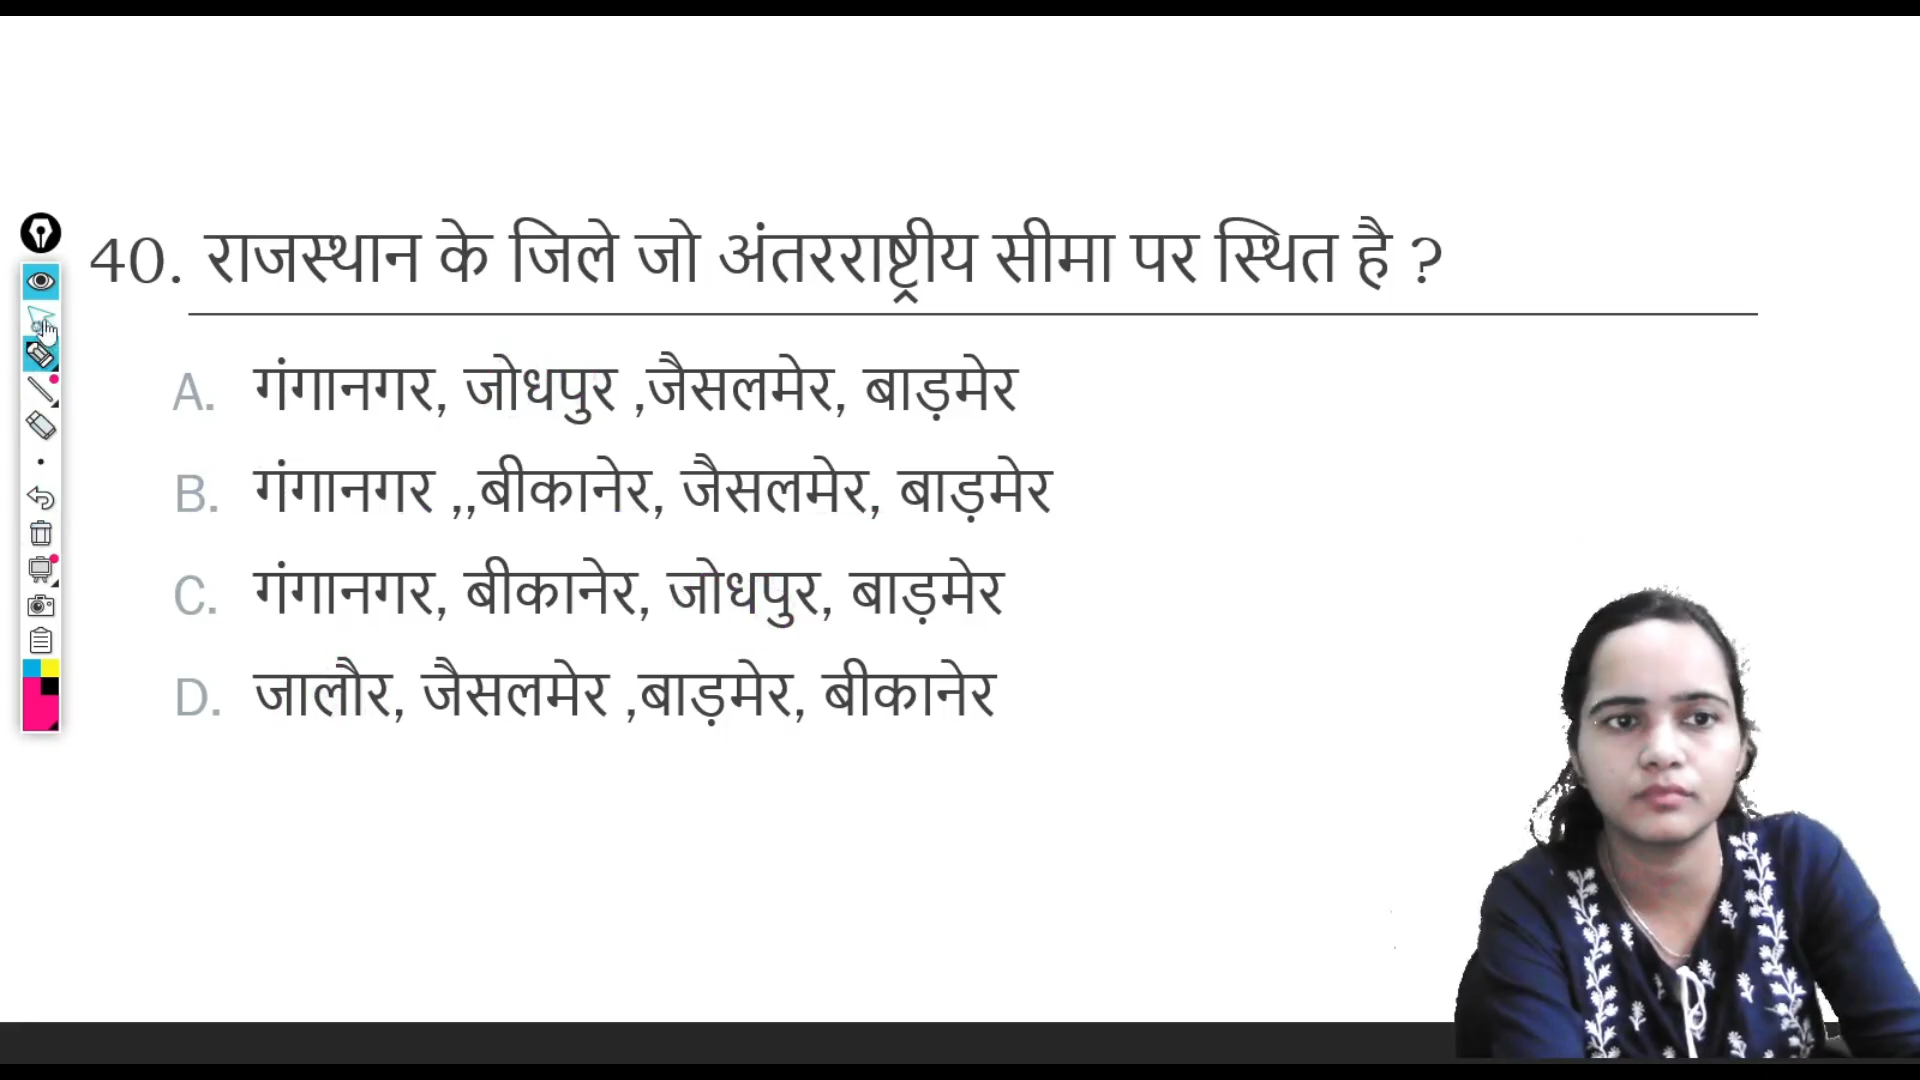 40. राजस्थान के जिले जो अंतरराष्ट्रीय सीमा पर स्थित है ?
A. गंगानगर, जोधपुर ,जैसलमेर, बाड़मेर
B. गंगानगर ,,बीकानेर, जैसलमेर, बाड़मेर
C. गंगानगर, बीकानेर, जोधपुर, बाड़मेर
D. जालौर, जैसलमेर ,बाड़मेर, बीकानेर